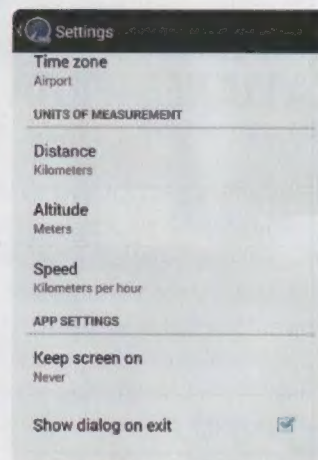 Settings
Time zone
Airport
UNITS OF MEASUREMENT
Distance
Kilometers
Altitude
Meters
Speed
Kilometers per hour
APP SETTINGS
Keep screen on
Never
Show dialog on exit